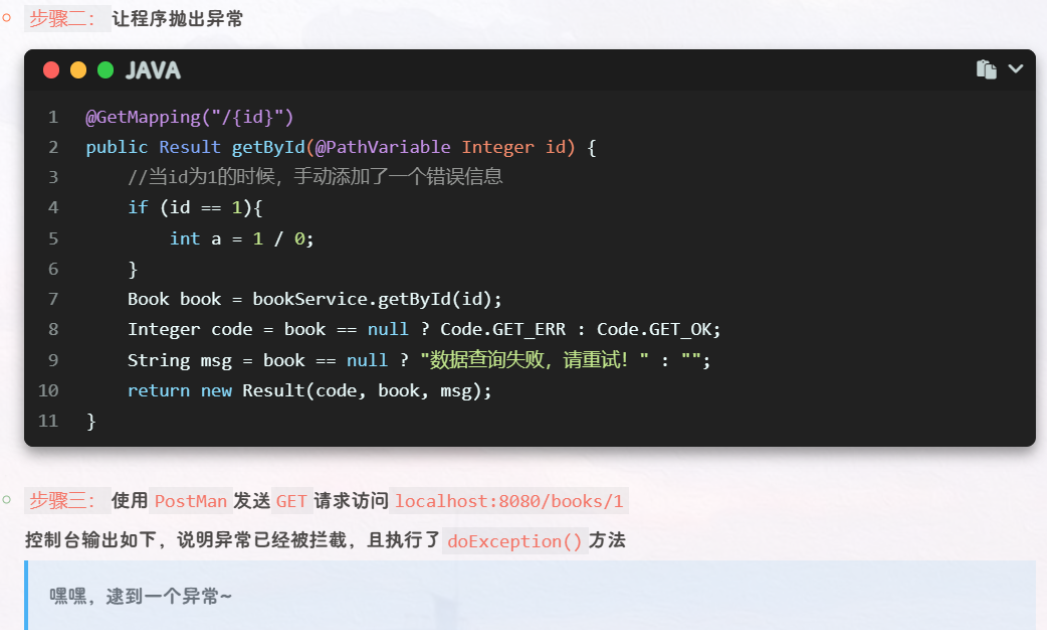 步骤二： 让程序抛出异常
JAVA
1 @GetMapping("/{id}")
2 public Result getById(@PathVariable Integer id) {
3     //当id为1的时候，手动添加了一个错误信息
4     if (id == 1){
5         int a = 1 / 0;
6     }
7     Book book = bookService.getById(id);
8     Integer code = book == null ? Code.GET_ERR : Code.GET_OK;
9     String msg = book == null ? "数据查询失败，请重试！" : "";
10     return new Result(code, book, msg);
11 }
步骤三： 使用 PostMan 发送 GET 请求访问 localhost:8080/books/1
控制台输出如下，说明异常已经被拦截，且执行了 doException() 方法
嘿嘿，逮到一个异常~